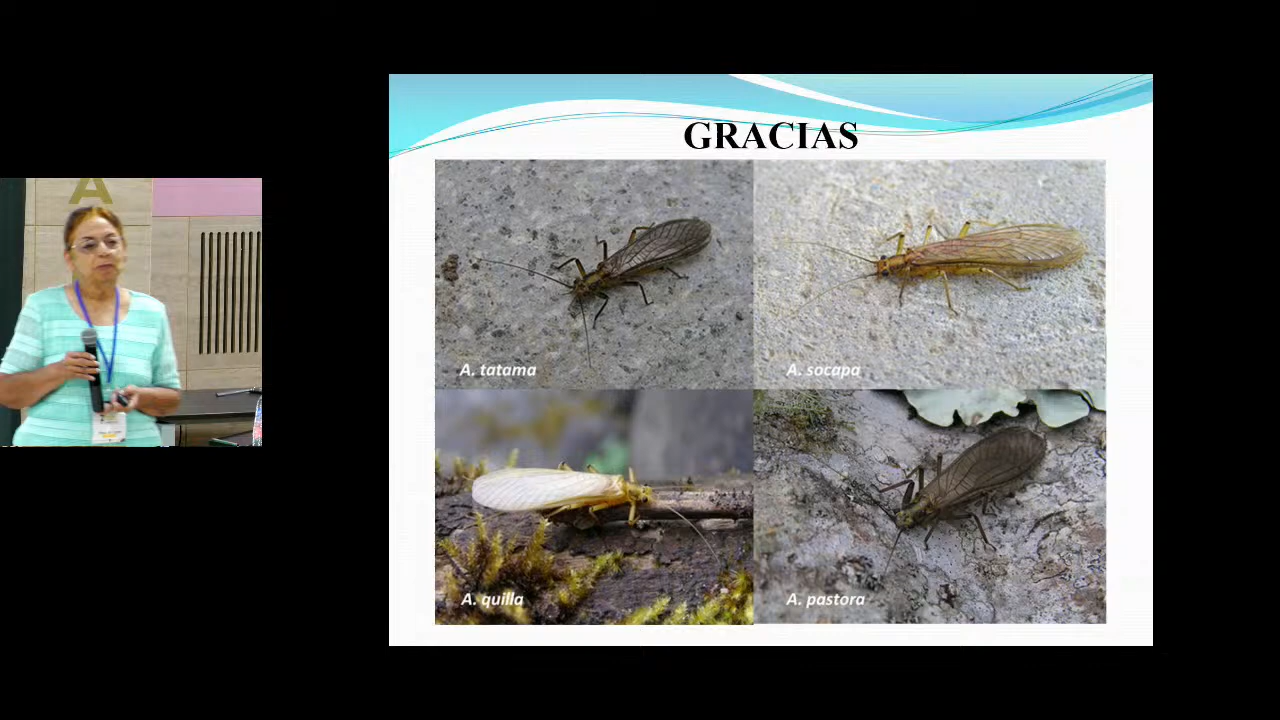 A
GRACIAS
A. tatama
A. socapa
A. quilla
A. pastora